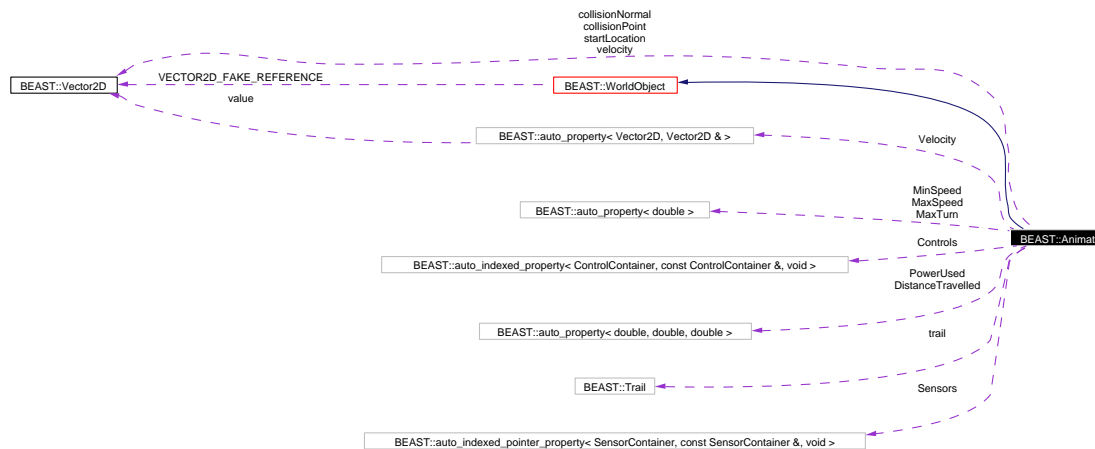 collisionNormal
collisionPoint
startLocation
velocity
VECTOR2D_FAKE_REFERENCE
BEAST::Vector2D
BEAST::WorldObject
value
BEAST::auto_property< Vector2D, Vector2D & >
Velocity
MinSpeed
MaxSpeed
MaxTurn
BEAST::auto_property< double >
BEAST::Animat
Controls
BEAST::auto_indexed_property< ControlContainer, const ControlContainer &, void >
PowerUsed
DistanceTravelled
BEAST::auto_property< double, double, double >
trail
BEAST::Trail
Sensors
BEAST::auto_indexed_pointer_property< SensorContainer, const SensorContainer &, void >